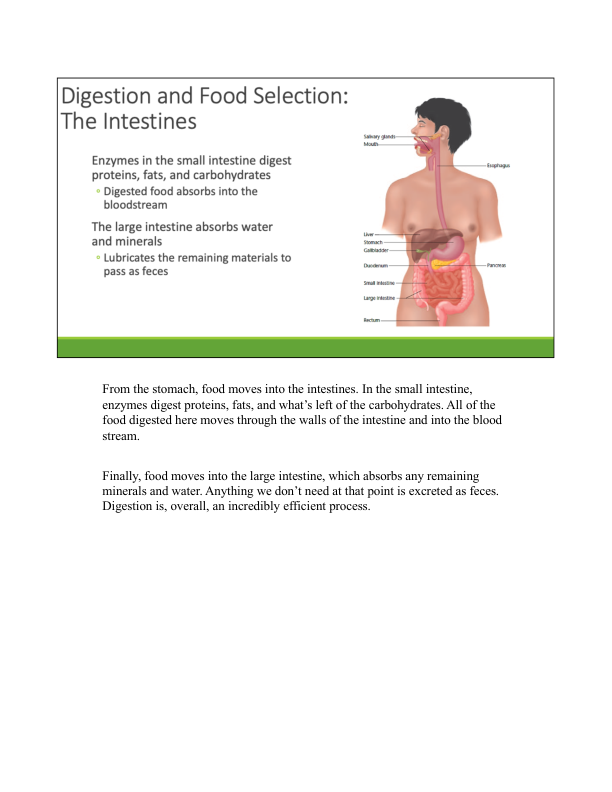 Digestion and Food Selection:
The Intestines
Enzymes in the small intestine digest
proteins, fats, and carbohydrates
▫ Digested food absorbs into the
bloodstream
The large intestine absorbs water
and minerals
▫ Lubricates the remaining materials to
pass as feces
Salivary glands
Mouth
Esophagus
Liver
Stomach
Gallbladder
Duodenum
Pancreas
Small intestine
Large intestine
Rectum
From the stomach, food moves into the intestines. In the small intestine,
enzymes digest proteins, fats, and what’s left of the carbohydrates. All of the
food digested here moves through the walls of the intestine and into the blood
stream.
Finally, food moves into the large intestine, which absorbs any remaining
minerals and water. Anything we don’t need at that point is excreted as feces.
Digestion is, overall, an incredibly efficient process.